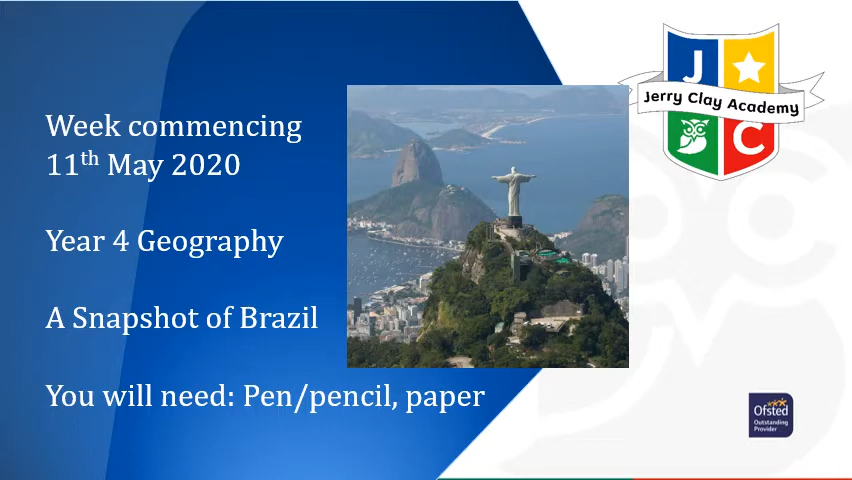 Week commencing
11th May 2020
Year 4 Geography
A Snapshot of Brazil
You will need: Pen/pencil, paper
J
Jerry Clay Academy
C
Ofsted
Outstanding
Provider